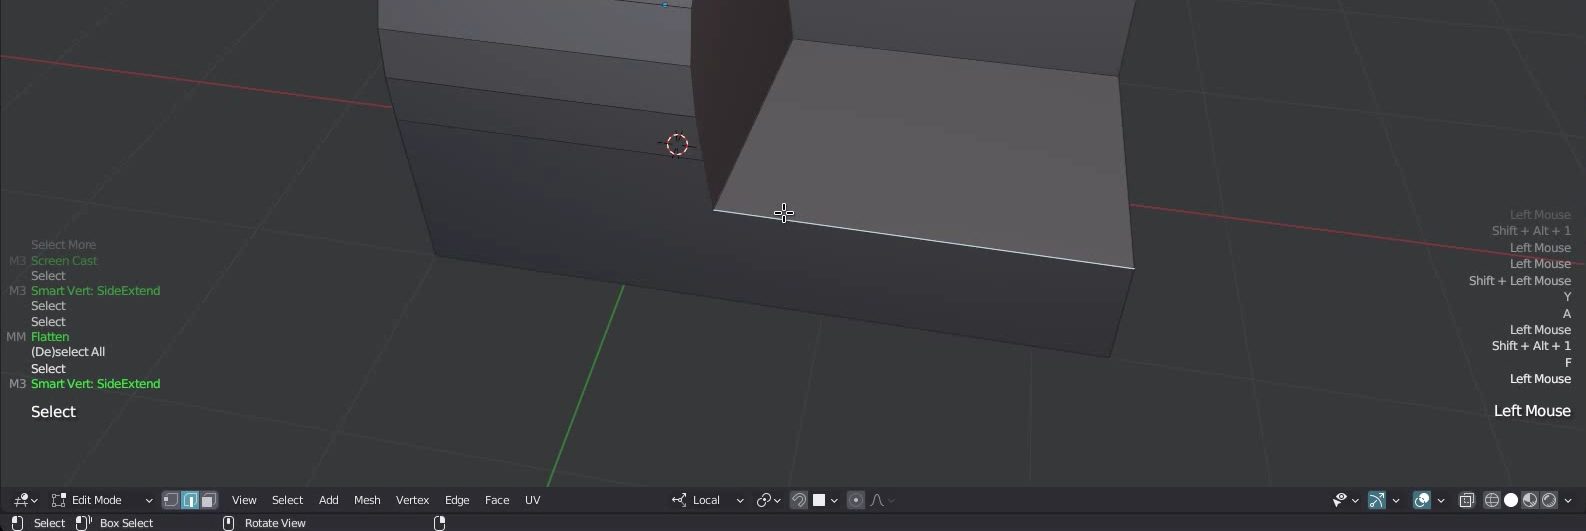 Select More
M3 Screen Cast
Select
M3 Smart Vert: SideExtend
Select
Select
MM Flatten
(De)select All
Select
M3 Smart Vert: SideExtend
Select
Left Mouse
Shift + Alt + 1
Left Mouse
Left Mouse
Shift + Left Mouse
Y
A
Left Mouse
Shift + Alt + 1
F
Left Mouse
Left Mouse
Edit Mode View Select Add Mesh Vertex Edge Face UV Local
Select Box Select Rotate View